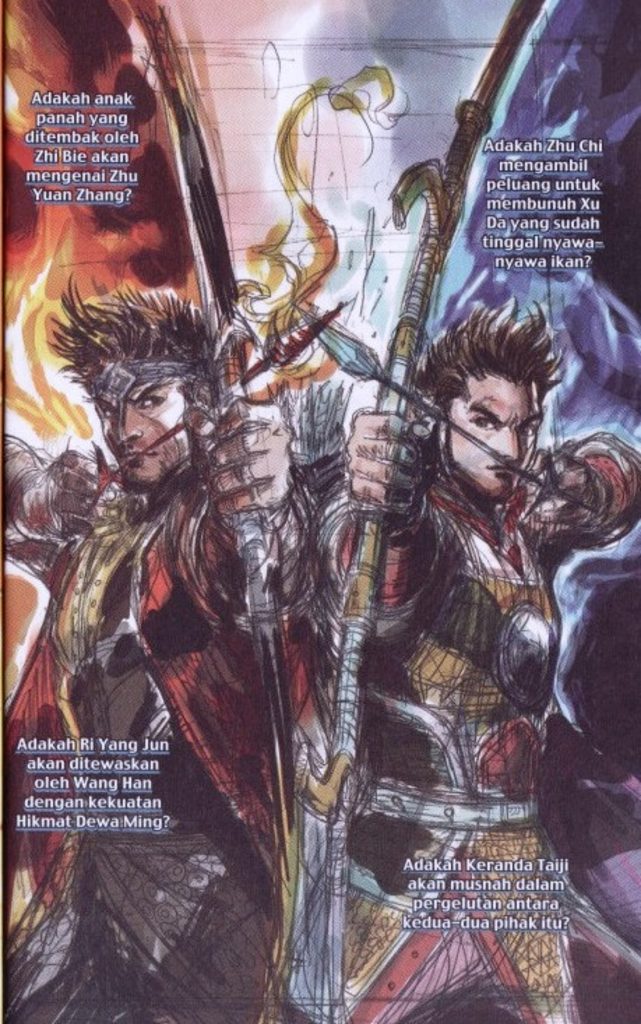 Adakah anak
panah yang
ditembak oleh
Zhi Bie akan
mengenai Zhu
Yuan Zhang?
Adakah Zhu Chi
mengambil
peluang untuk
membunuh Xu
Da yang sudah
tinggal nyawa-
nyawa ikan?
Adakah Ri Yang Jun
akan ditewaskan
oleh Wang Han
dengan kekuatan
Hikmat Dewa Ming?
Adakah Keranda Taiji
akan musnah dalam
pergelutan antara
kedua-dua pihak itu?